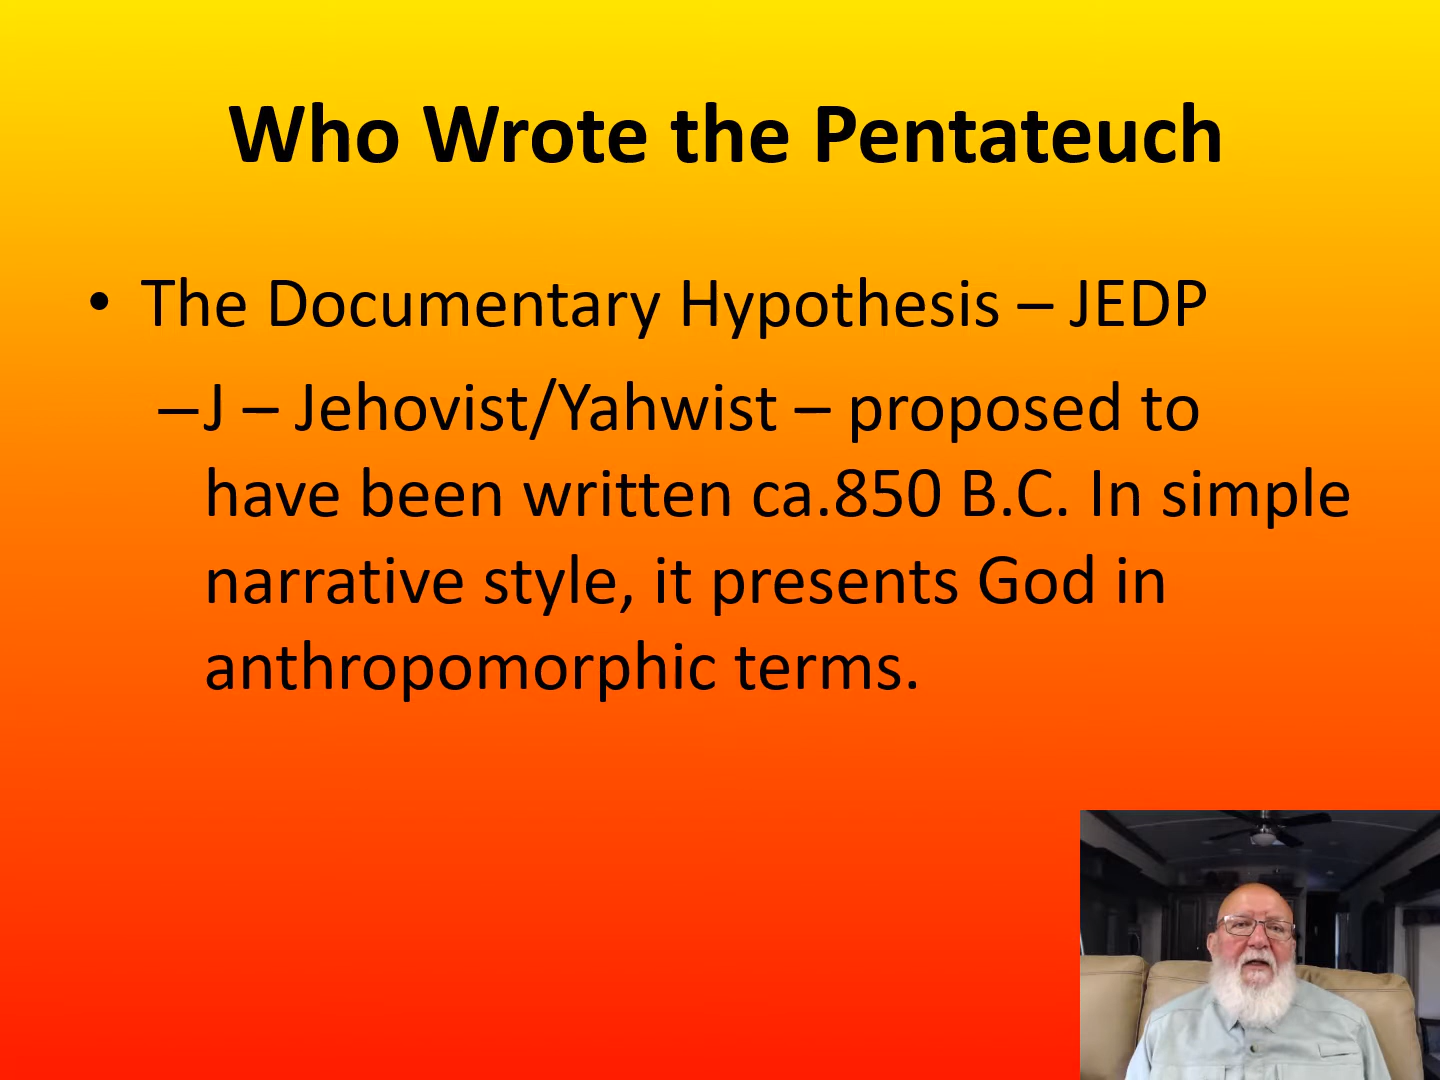 Who Wrote the Pentateuch
• The Documentary Hypothesis – JEDP
– J – Jehovist/Yahwist – proposed to
have been written ca.850 B.C. In simple
narrative style, it presents God in
anthropomorphic terms.